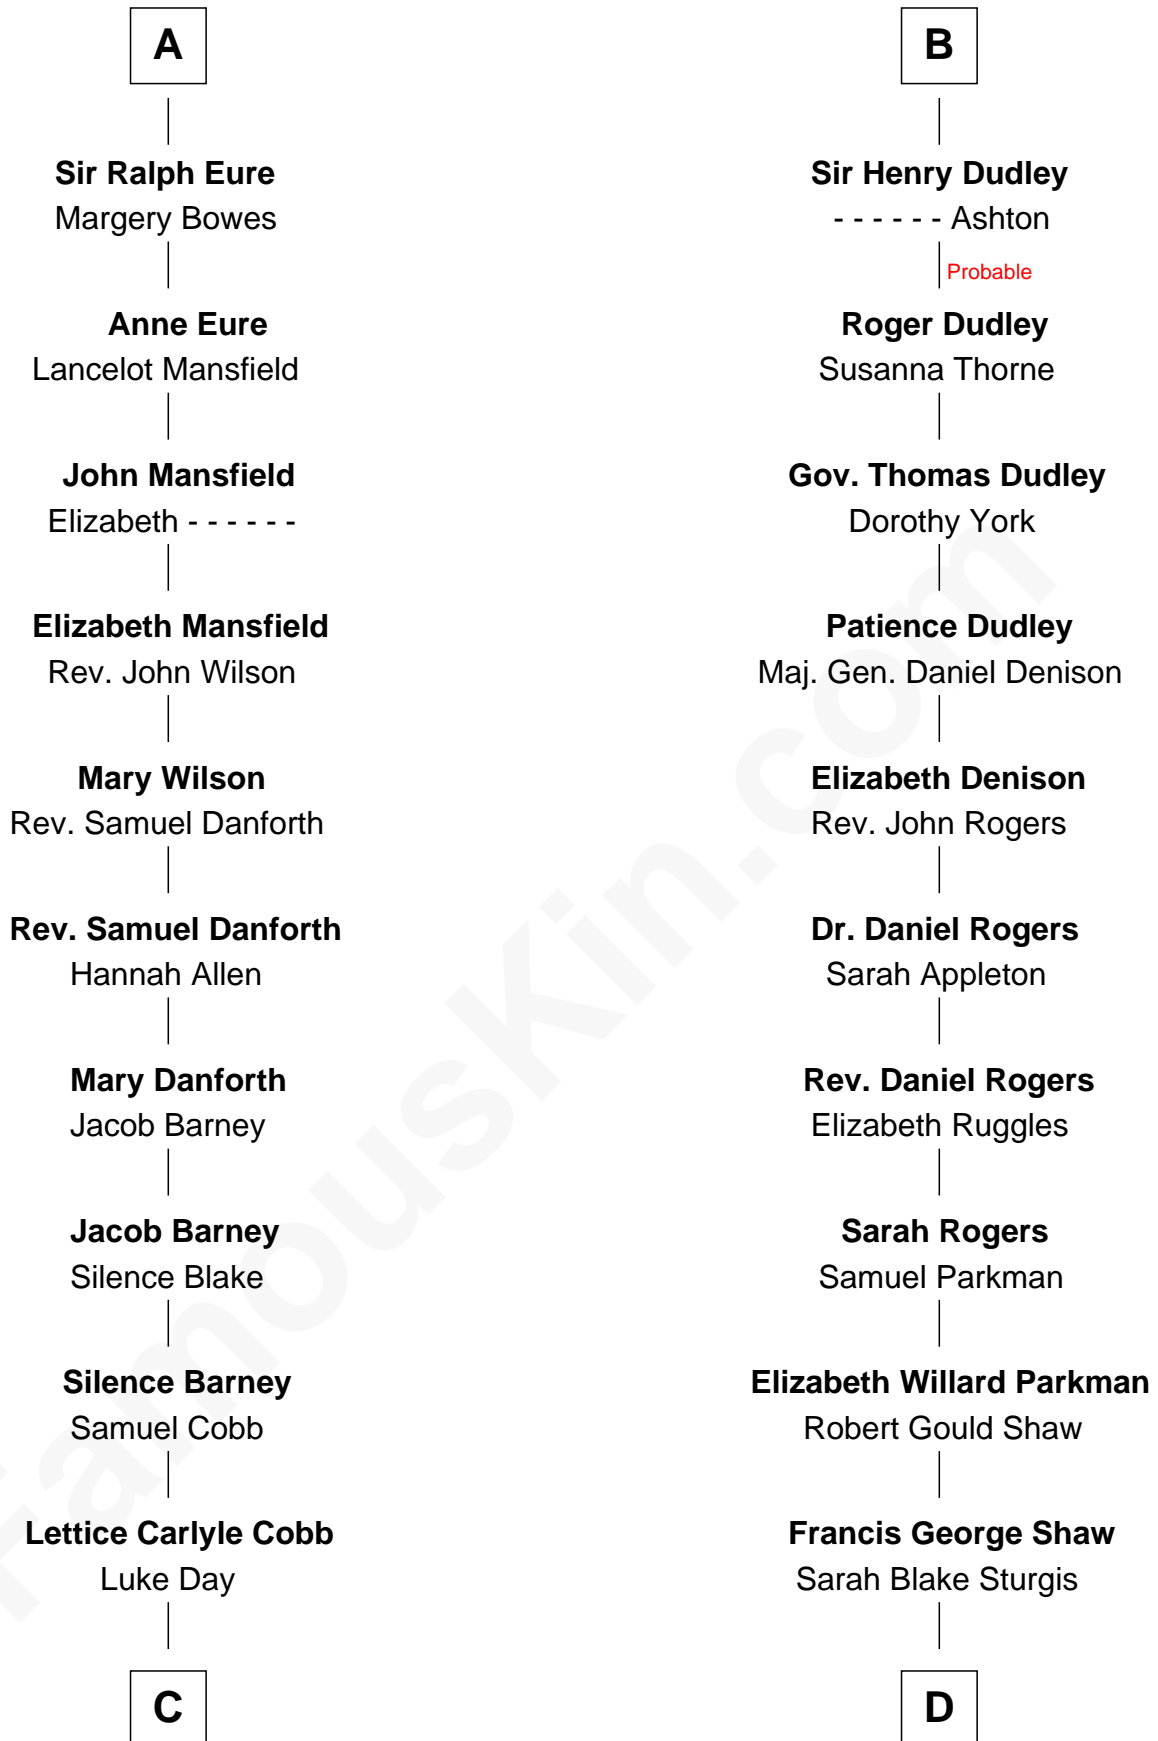 A
Sir Ralph Eure
Margery Bowes
Anne Eure
Lancelot Mansfield
John Mansfield
Elizabeth - - - - - -
Elizabeth Mansfield
Rev. John Wilson
Mary Wilson
Rev. Samuel Danforth
Rev. Samuel Danforth
Hannah Allen
Mary Danforth
Jacob Barney
Jacob Barney
Silence Blake
Silence Barney
Samuel Cobb
Lettice Carlyle Cobb
Luke Day
C
B
Sir Henry Dudley
- - - - - - Ashton
Probable
Roger Dudley
Susanna Thorne
Gov. Thomas Dudley
Dorothy York
Patience Dudley
Maj. Gen. Daniel Denison
Elizabeth Denison
Rev. John Rogers
Dr. Daniel Rogers
Sarah Appleton
Rev. Daniel Rogers
Elizabeth Ruggles
Sarah Rogers
Samuel Parkman
Elizabeth Willard Parkman
Robert Gould Shaw
Francis George Shaw
Sarah Blake Sturgis
D
FamousKin.com